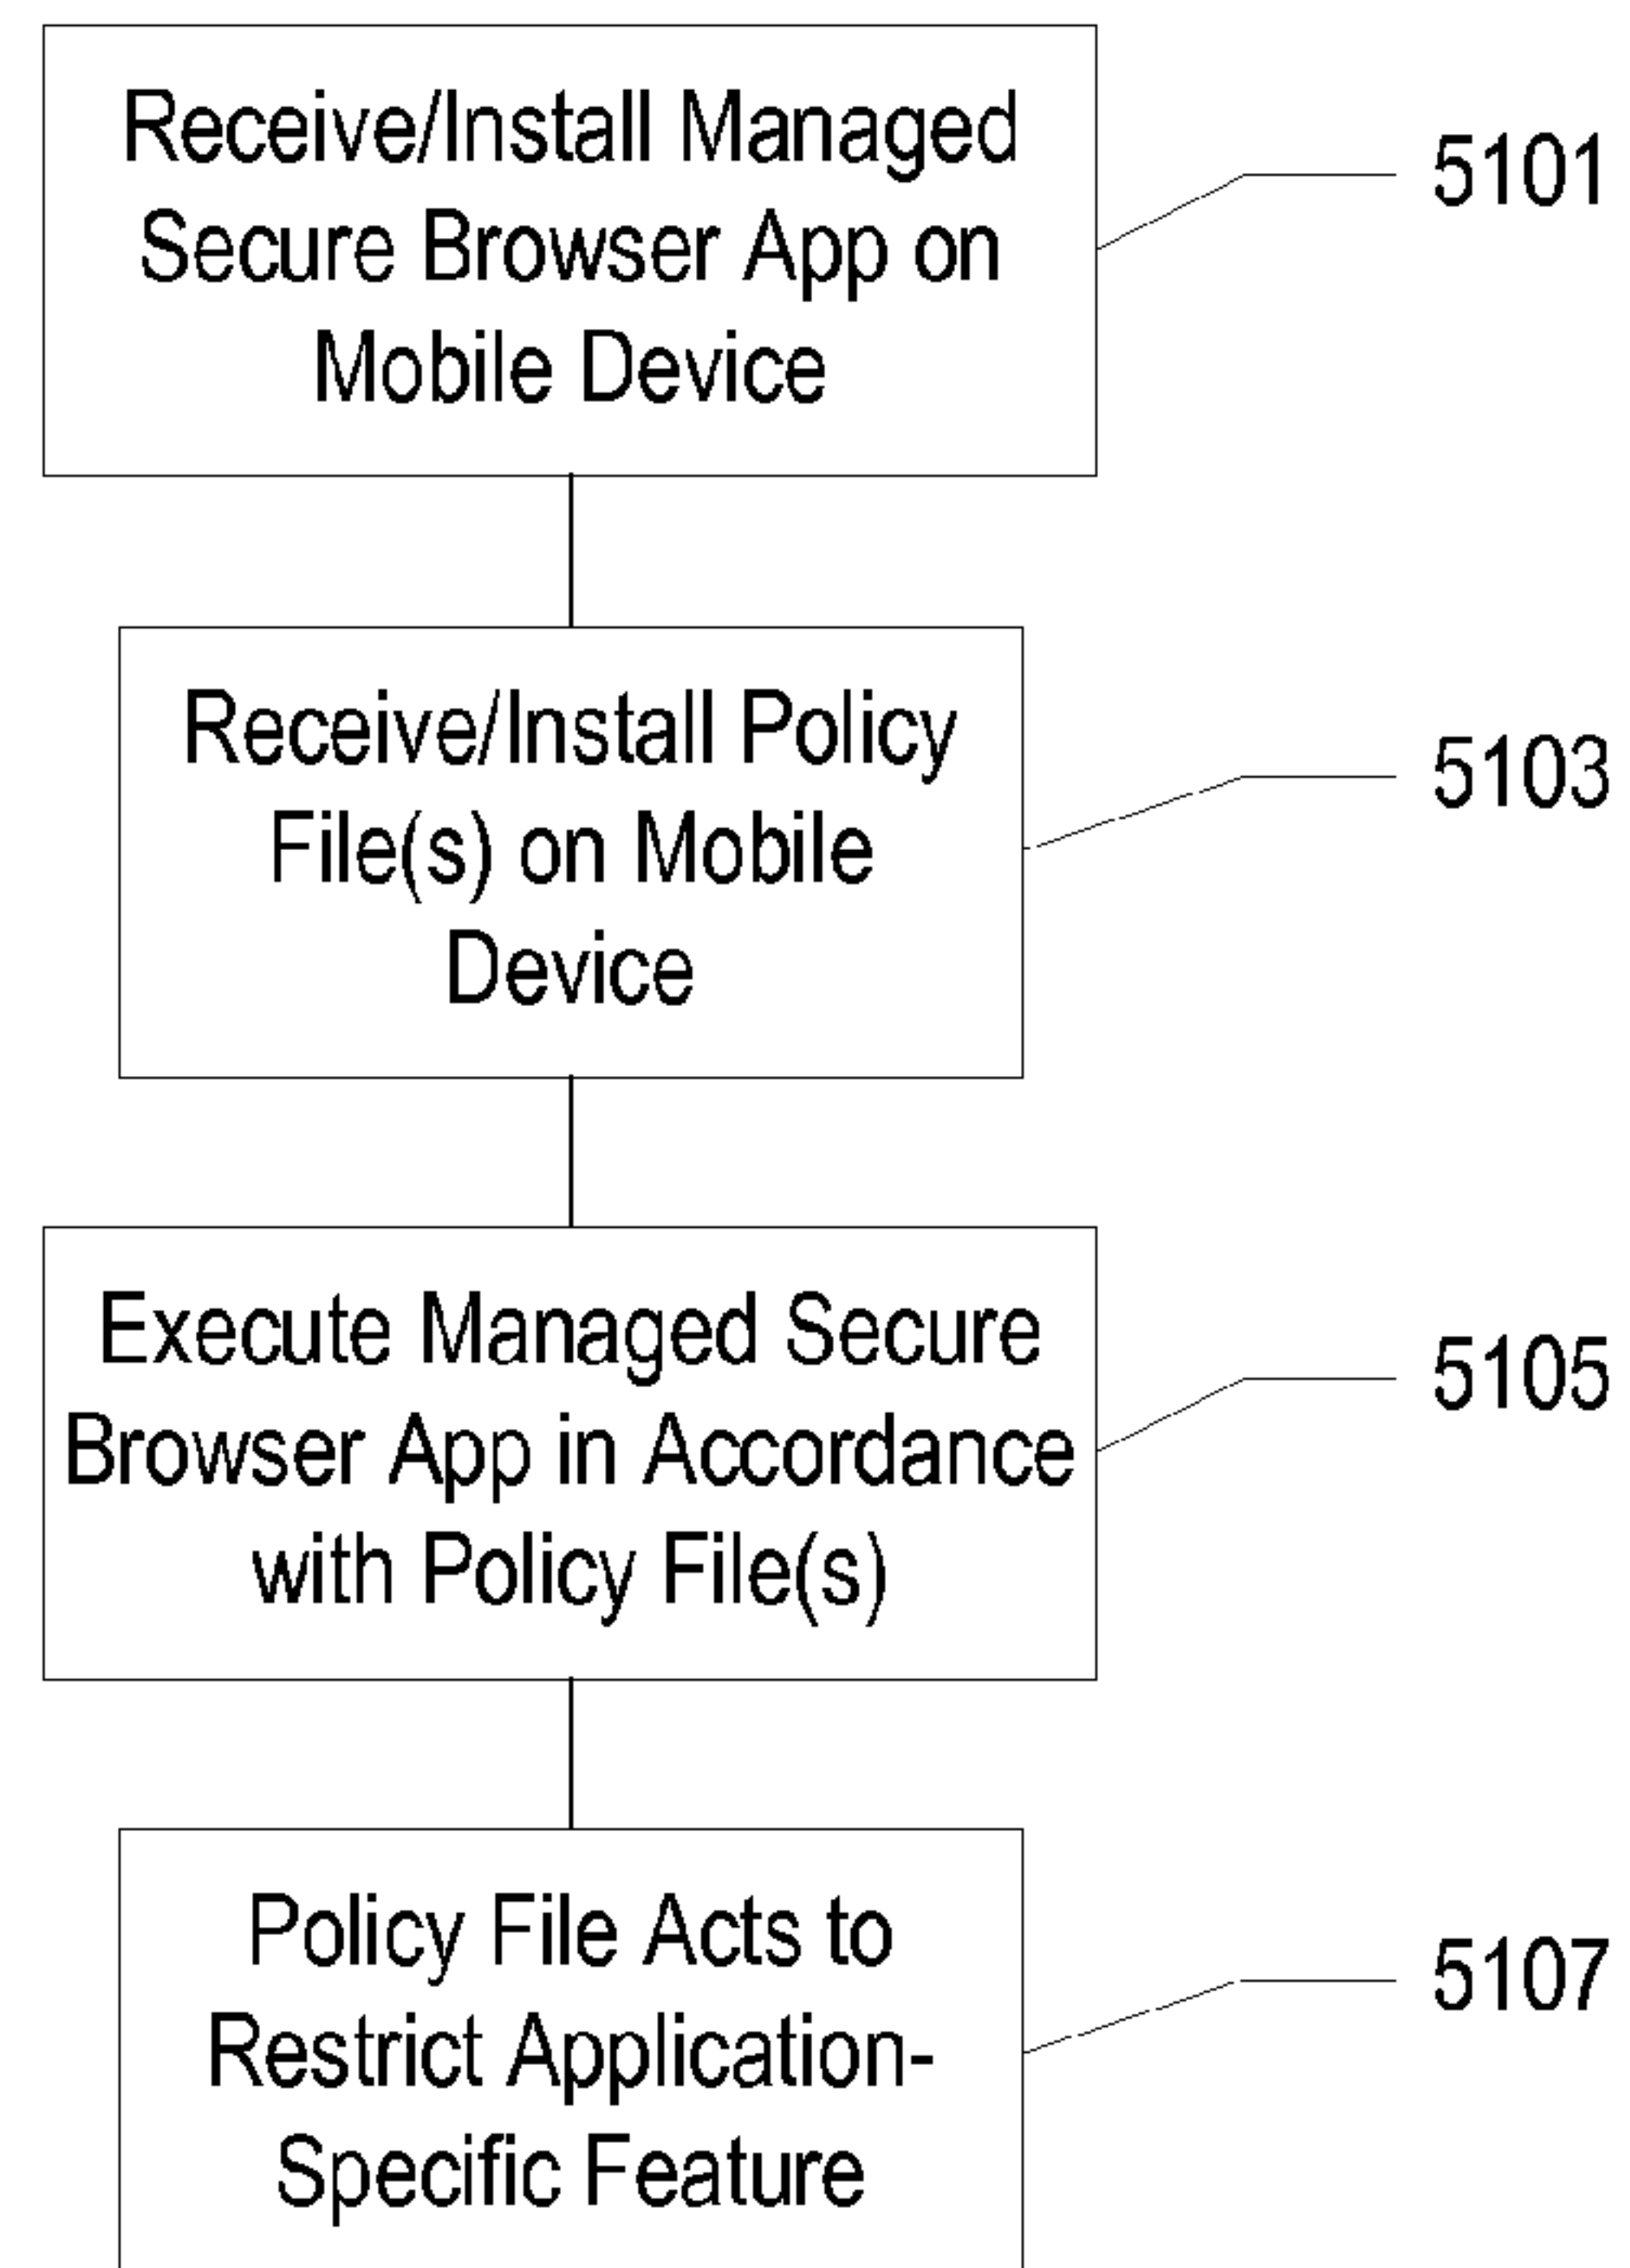 Receive/Install Managed
Secure Browser App on
Mobile Device
5101
Receive/Install Policy
File(s) on Mobile
Device
5103
Execute Managed Secure
Browser App in Accordance
with Policy File(s)
5105
Policy File Acts to
Restrict Application-
Specific Feature
5107